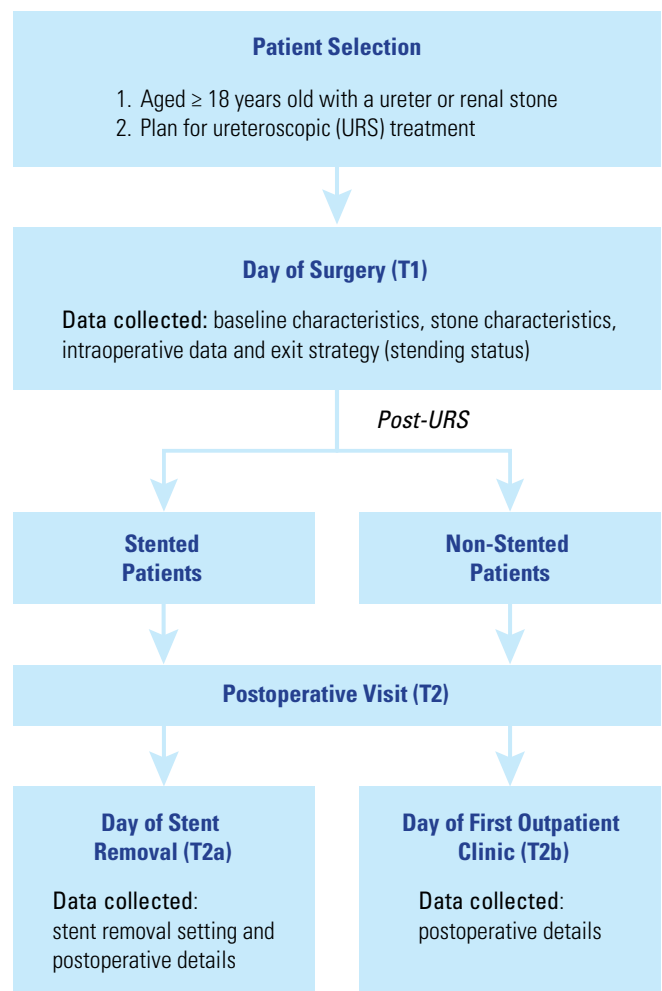 Patient Selection
1. Aged ≥ 18 years old with a ureter or renal stone
2. Plan for ureteroscopic (URS) treatment
Day of Surgery (T1)
Data collected: baseline characteristics, stone characteristics,
intraoperative data and exit strategy (stending status)
Post-URS
Stented
Patients
Non-Stented
Patients
Postoperative Visit (T2)
Day of Stent
Removal (T2a)
Data collected:
stent removal setting and
postoperative details
Day of First Outpatient
Clinic (T2b)
Data collected:
postoperative details